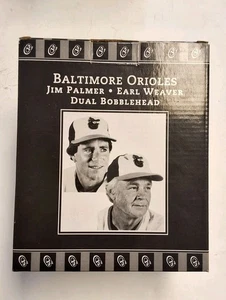 BALTIMORE ORIOLES
JIM PALMER • EARL WEAVER
DUAL BOBBLEHEAD